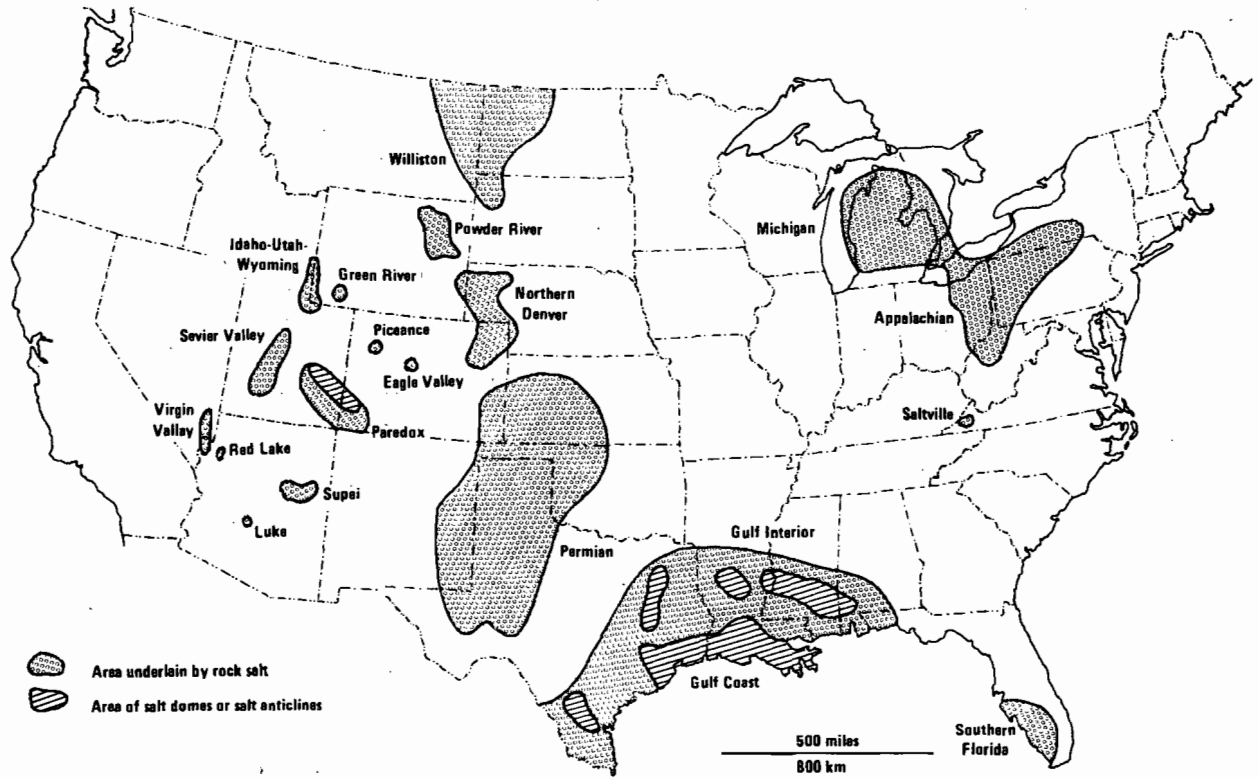 Williston
Michigan
Powder River
Idaho-Utah-
Wyoming
Green River
Northern
Denver
Appalachian
Sevier Valley
Piceance
Eagle Valley
Saltville
Virgin
Valley
Paredox
Red Lake
Supai
Luke
Gulf Interior
Permian
Area underlain by rock salt
Gulf Coast
Area of salt domes or salt anticlines
Southern
Florida
500 miles
800 km